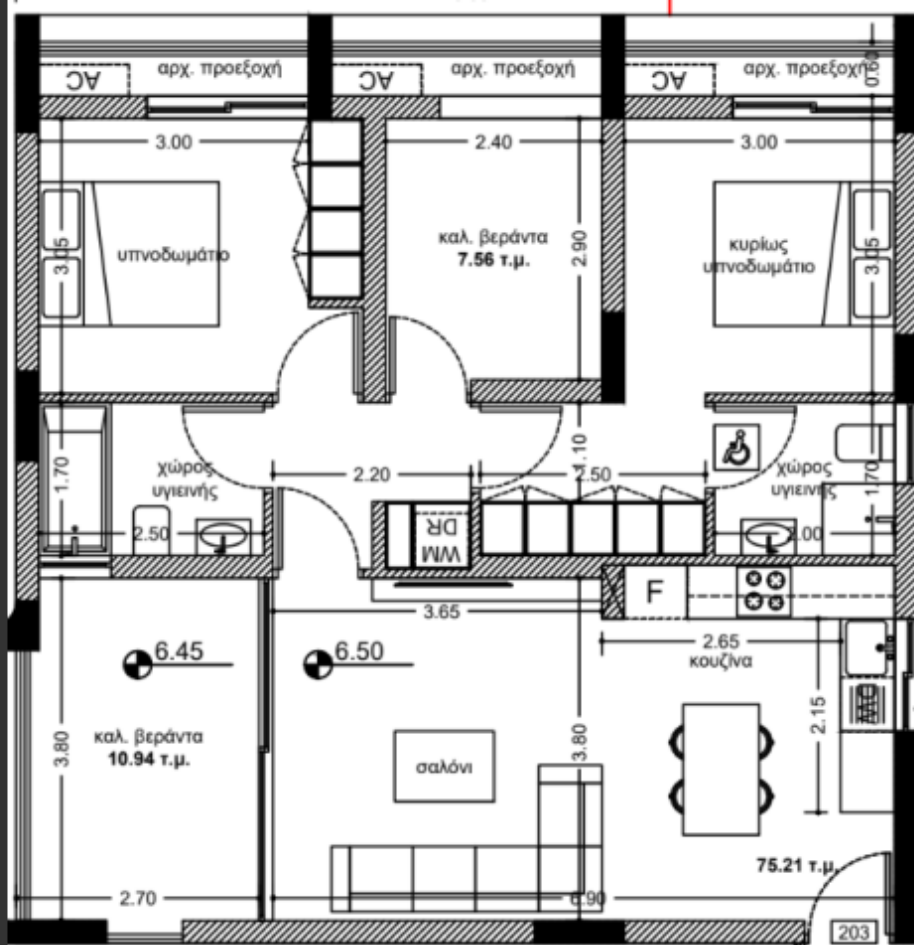 αρχ. προεξοχή
αρχ. προεξοχή
αρχ. προεξοχή
AC
AC
AC
0.60
3.00
2.40
3.00
υπνοδωμάτιο
3.05
καλ. βεράντα
7.56 τ.μ.
2.90
κυρίως
υπνοδωμάτιο
3.05
1.70
χώρος
υγιεινής
2.50
2.20
1.10
2.50
χώρος
υγιεινής
1.70
2.00
WM
DR
F
3.65
6.45
6.50
2.65
κουζίνα
DW
2.15
καλ. βεράντα
10.94 τ.μ.
3.80
σαλόνι
3.80
75.21 τ.μ.
2.70
6.90
203